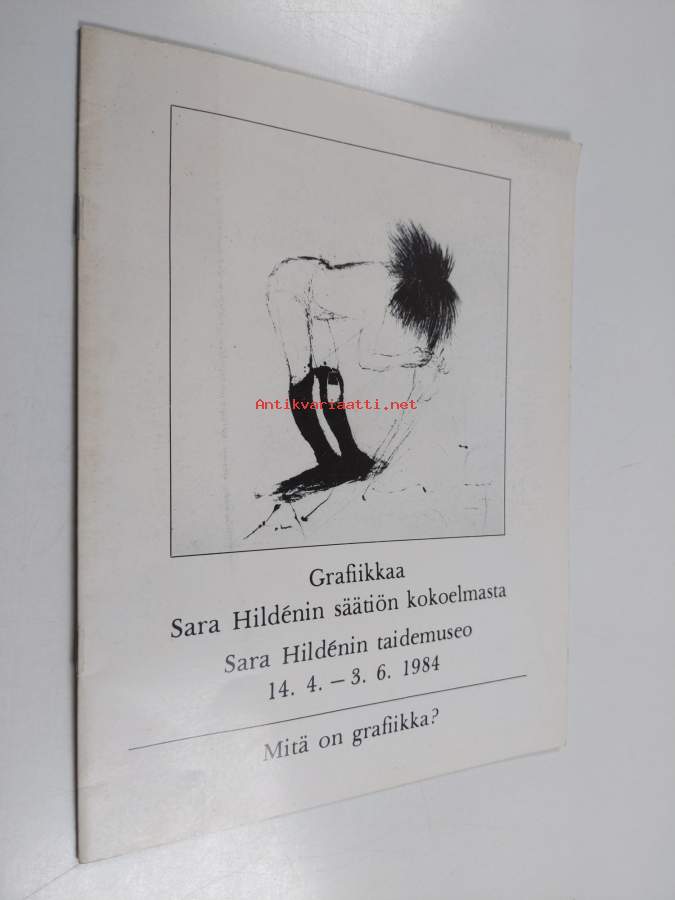 Antikvariaatti.net
Grafiikkaa
Sara Hildénin säätiön kokoelmasta
Sara Hildénin taidemuseo
14. 4. – 3. 6. 1984
Mitä on grafiikka?